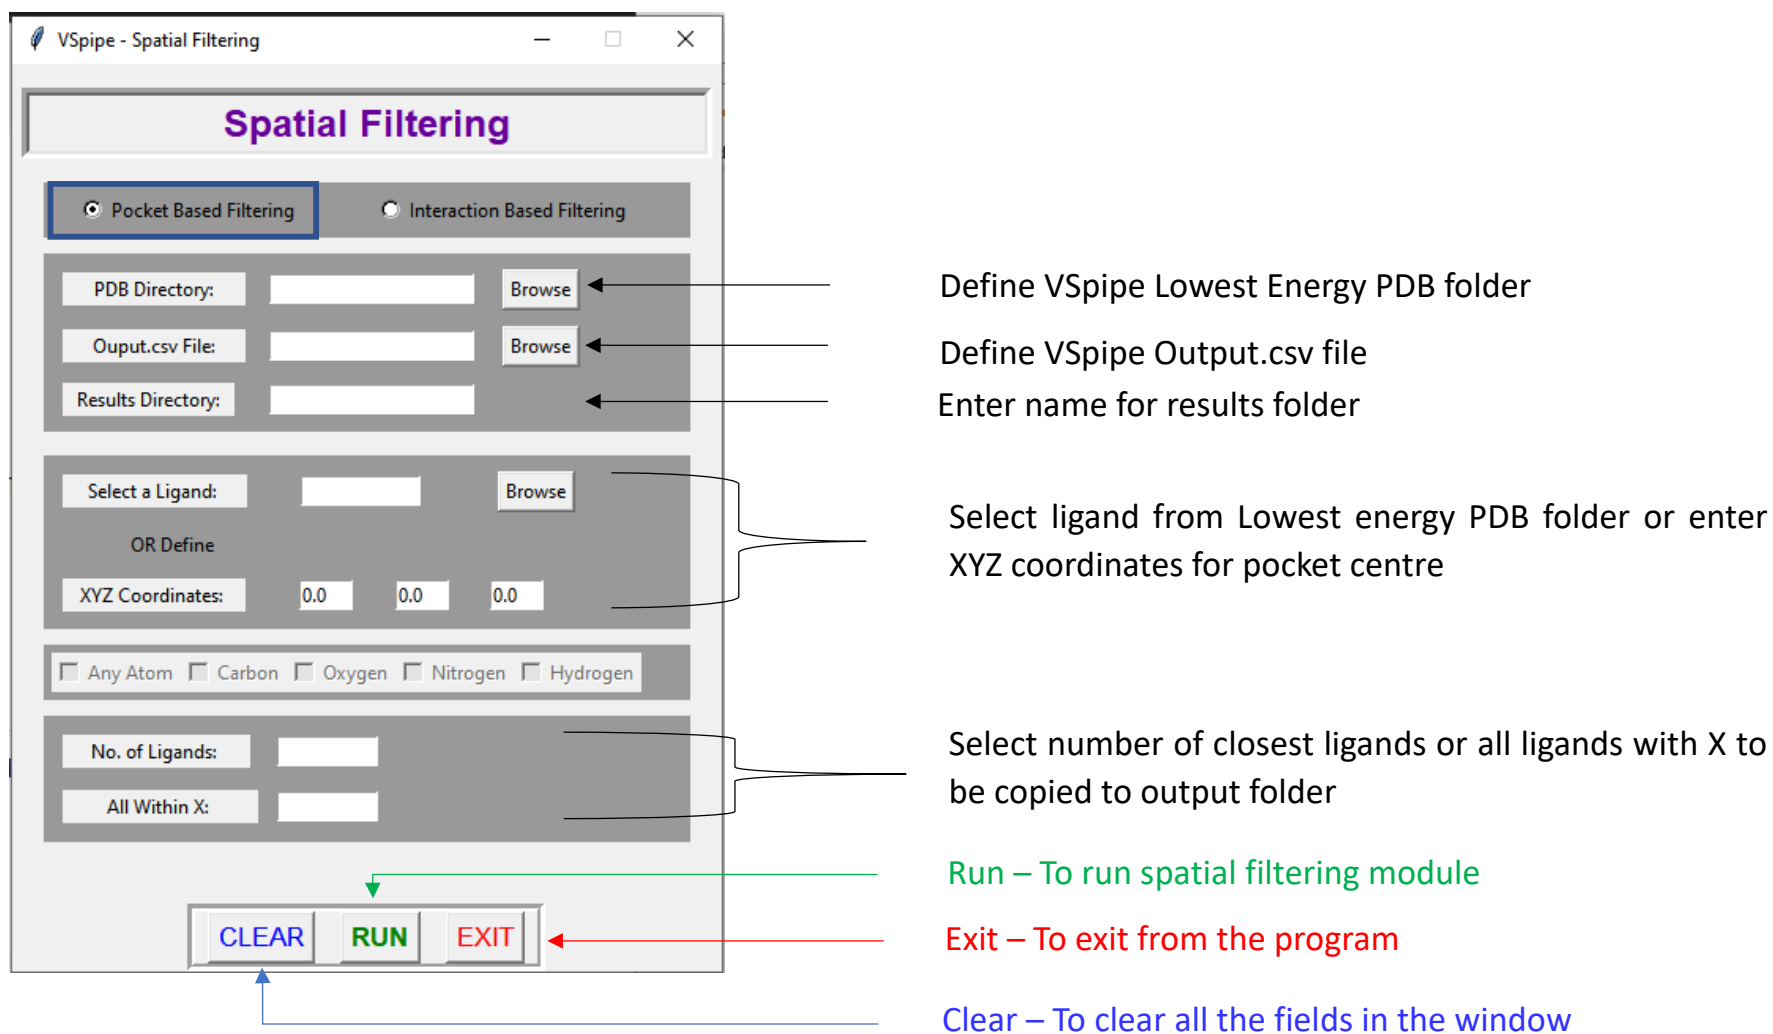 VSpipe - Spatial Filtering
Spatial Filtering
Pocket Based Filtering Interaction Based Filtering
PDB Directory: Browse
Define VSpipe Lowest Energy PDB folder
Ouput.csv File: Browse
Define VSpipe Output.csv file
Results Directory:
Enter name for results folder
Select a Ligand: Browse
OR Define
XYZ Coordinates: 0.0 0.0 0.0
Select ligand from Lowest energy PDB folder or enter
XYZ coordinates for pocket centre
Any Atom Carbon Oxygen Nitrogen Hydrogen
No. of Ligands:
All Within X:
Select number of closest ligands or all ligands with X to
be copied to output folder
Run – To run spatial filtering module
CLEAR RUN EXIT
Exit – To exit from the program
Clear – To clear all the fields in the window